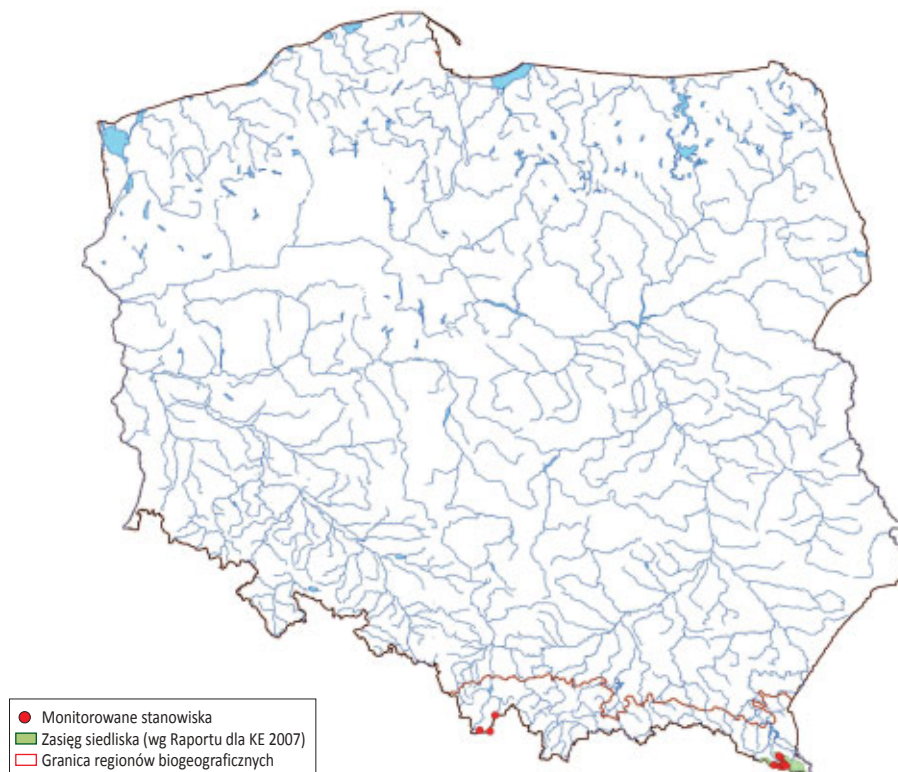 Monitorowane stanowiska
Zasięg siedliska (wg Raportu dla KE 2007)
Granica regionów biogeograficznych